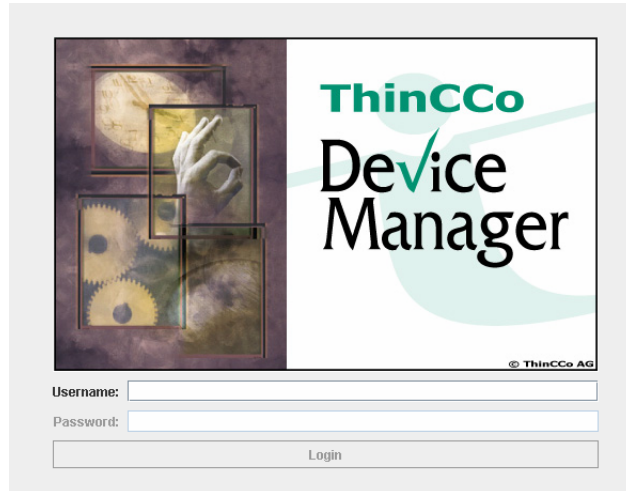 ThinCCo
Device
Manager
© ThinCCo AG
Username:
Password:
Login